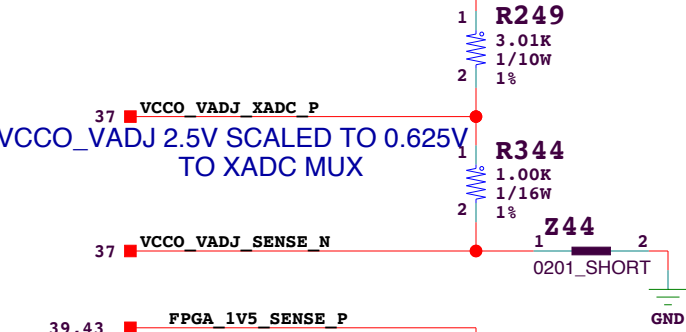 1 R249
3.01K
1/10W
2 1%
37 VCCO_VADJ_XADC_P
VCCO_VADJ 2.5V SCALED TO 0.625V
TO XADC MUX
1 R344
1.00K
1/16W
2 1%
37 VCCO_VADJ_SENSE_N
Z44
1 2
0201_SHORT
GND
39,43 FPGA_1V5_SENSE_P